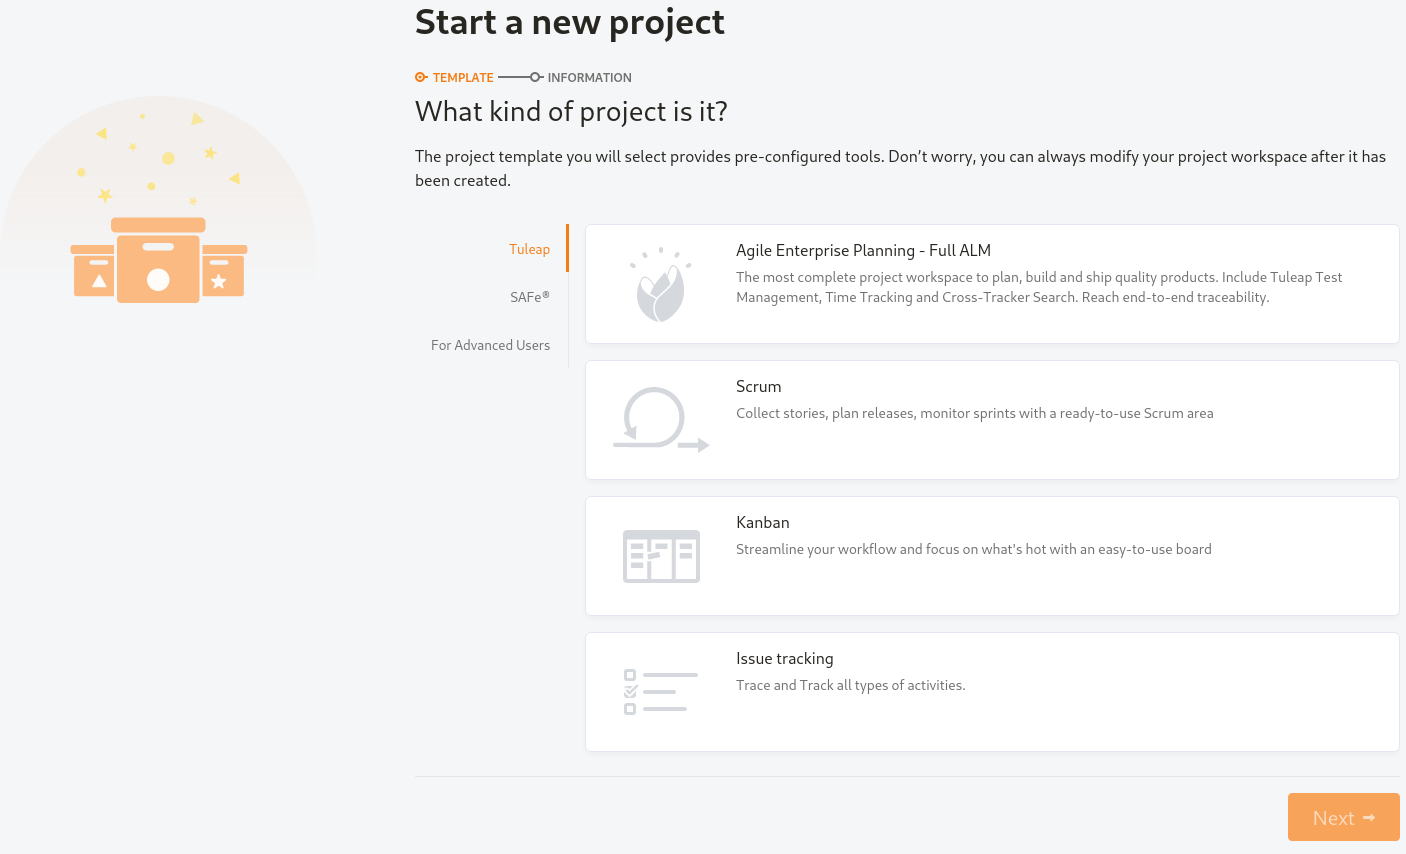 Start a new project
TEMPLATE INFORMATION
What kind of project is it?
The project template you will select provides pre-configured tools. Don’t worry, you can always modify your project workspace after it has
been created.
Tuleap
SAFe®
For Advanced Users
Agile Enterprise Planning - Full ALM
The most complete project workspace to plan, build and ship quality products. Include Tuleap Test
Management, Time Tracking and Cross-Tracker Search. Reach end-to-end traceability.
Scrum
Collect stories, plan releases, monitor sprints with a ready-to-use Scrum area
Kanban
Streamline your workflow and focus on what's hot with an easy-to-use board
Issue tracking
Trace and Track all types of activities.
Next